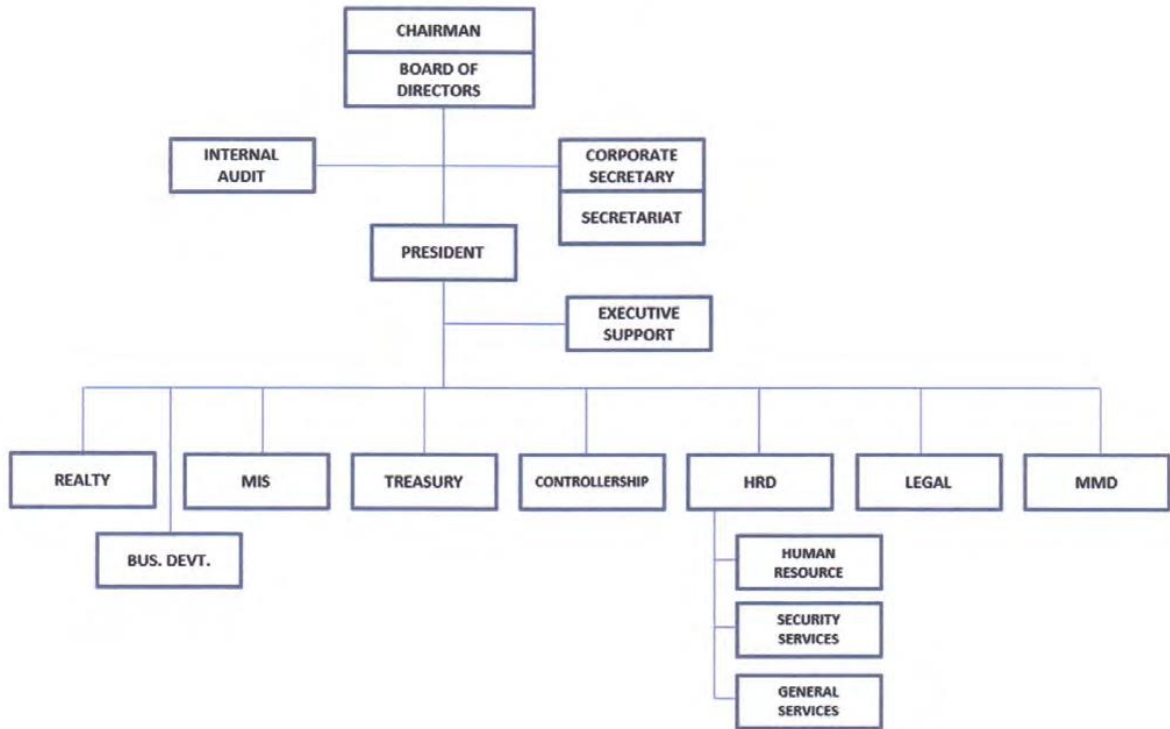 CHAIRMAN
BOARD OF
DIRECTORS
INTERNAL
AUDIT
CORPORATE
SECRETARY
SECRETARIAT
PRESIDENT
EXECUTIVE
SUPPORT
REALTY
MIS
TREASURY
CONTROLLERSHIP
HRD
LEGAL
MMD
BUS. DEVT.
HUMAN
RESOURCE
SECURITY
SERVICES
GENERAL
SERVICES